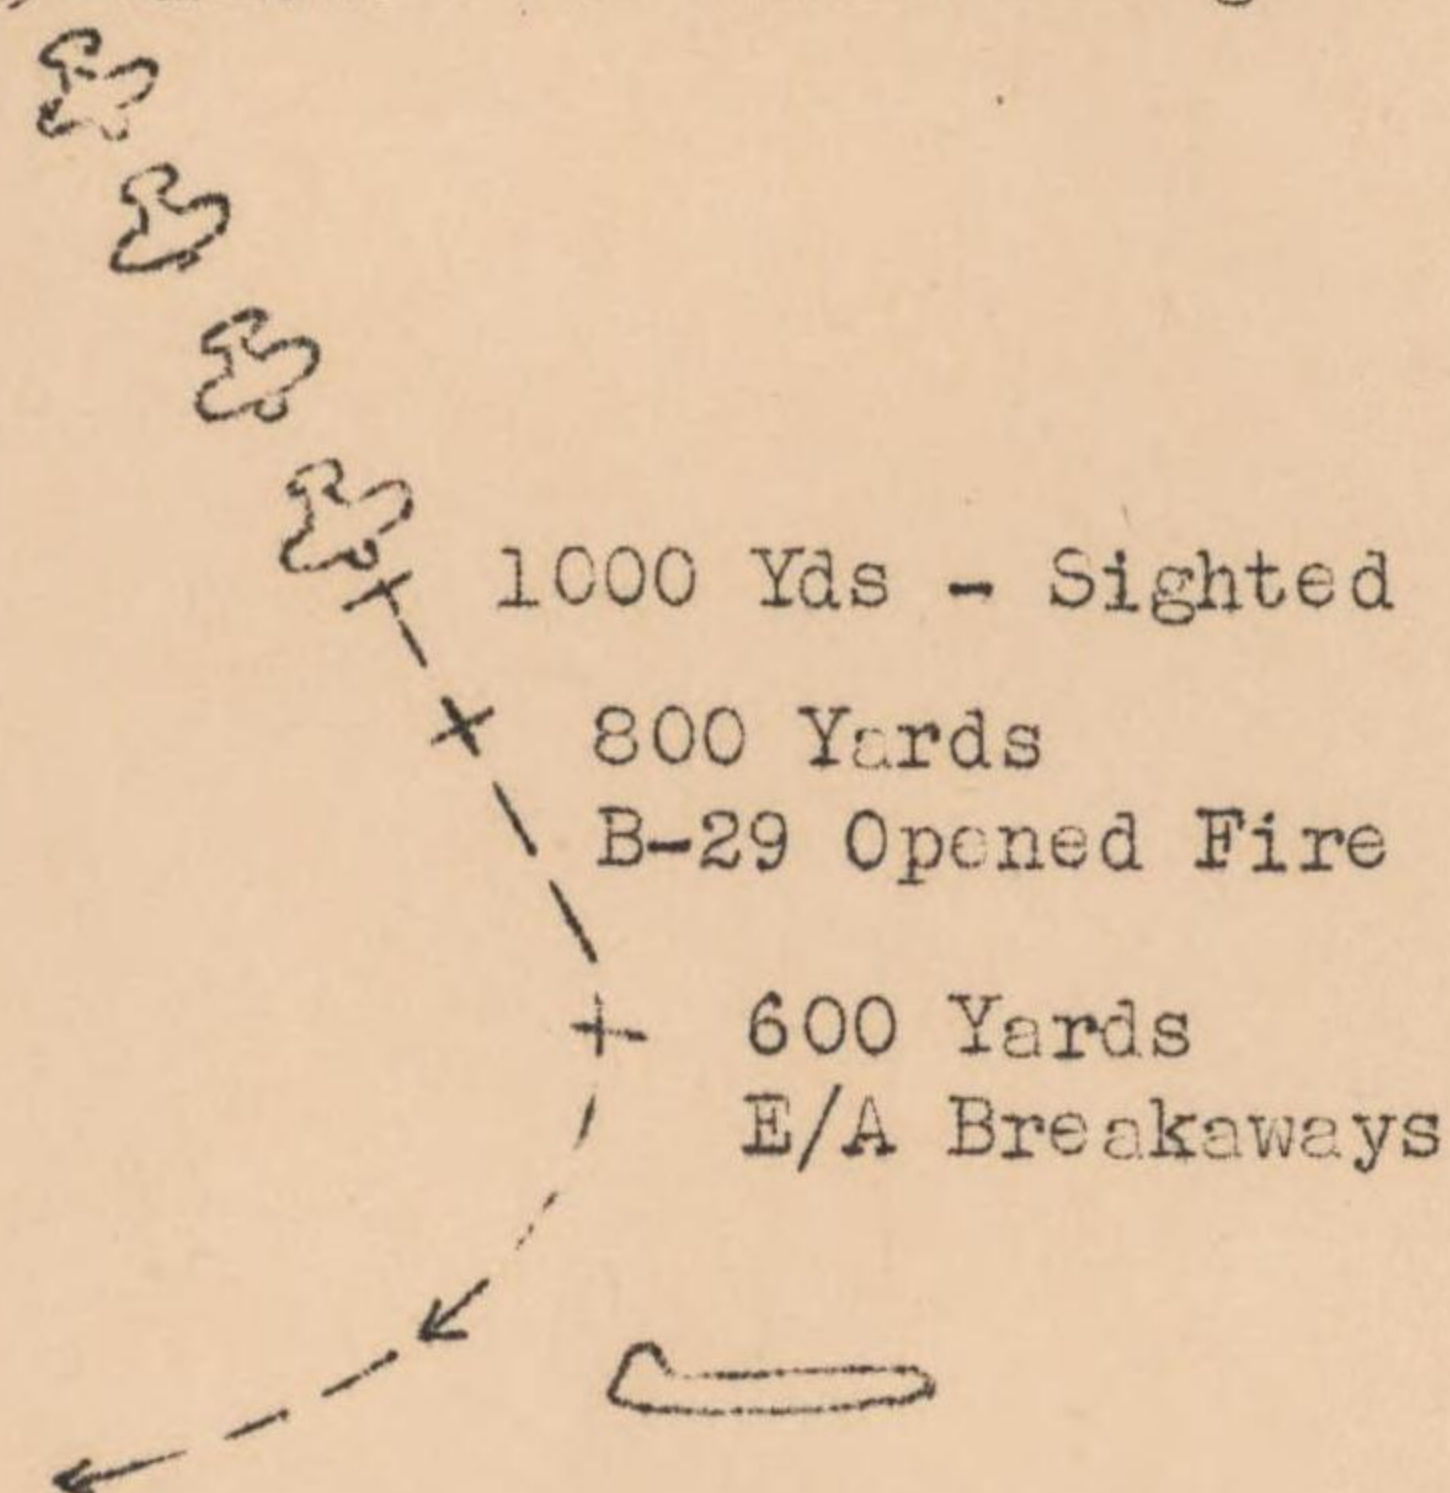 1000 Yds - Sighted
800 Yards
B-29 Opened Fire
600 Yards
E/A Breakaways